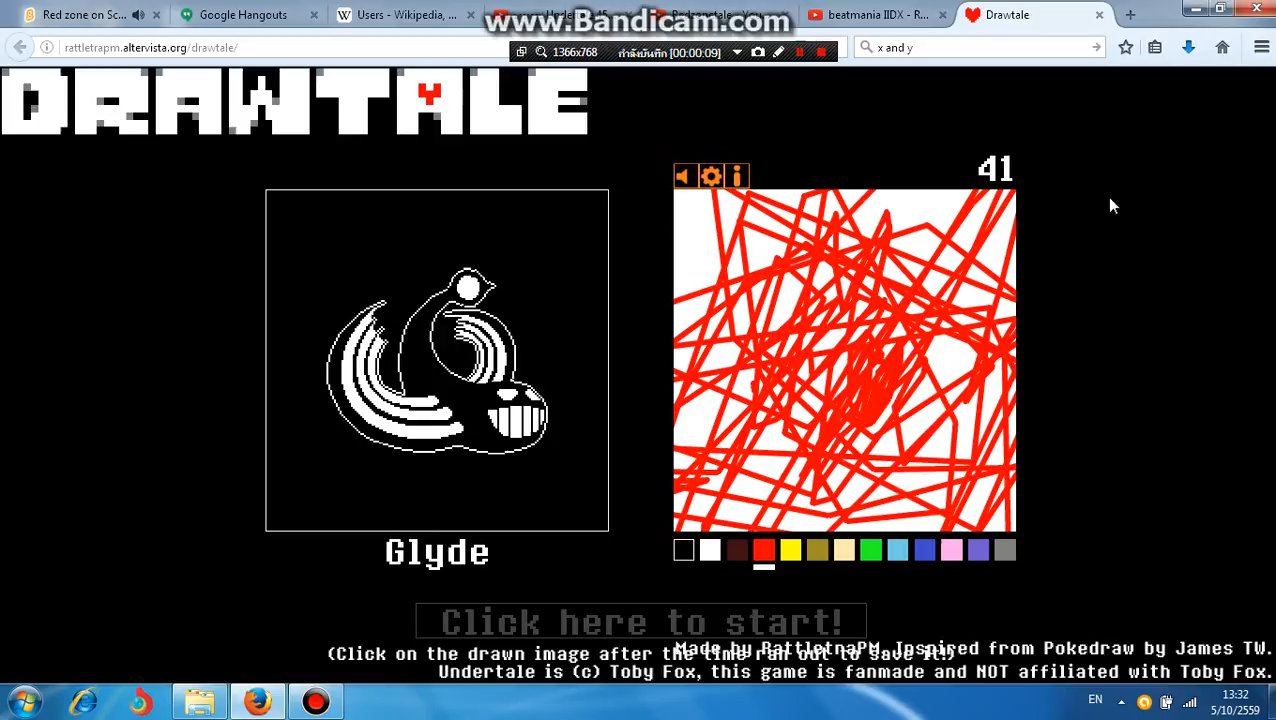 Red zone on Sc
Google Hangouts
Users - Wikipedia,
beatmania IIDX - R
Drawtale
www.Bandicam.com
rattletrapm.altervista.org/drawtale/
1366x768
กำลังบันทึก [00:00:09]
x and y
DRAWTALE
41
Glyde
Click here to start!
Made by RattletnaPM. Inspired from Pokedraw by James TW.
(Click on the drawn image after the time ran out to save it!)
Undertale is (c) Toby Fox, this game is fanmade and NOT affiliated with Toby Fox.
EN
13:32
5/10/2559